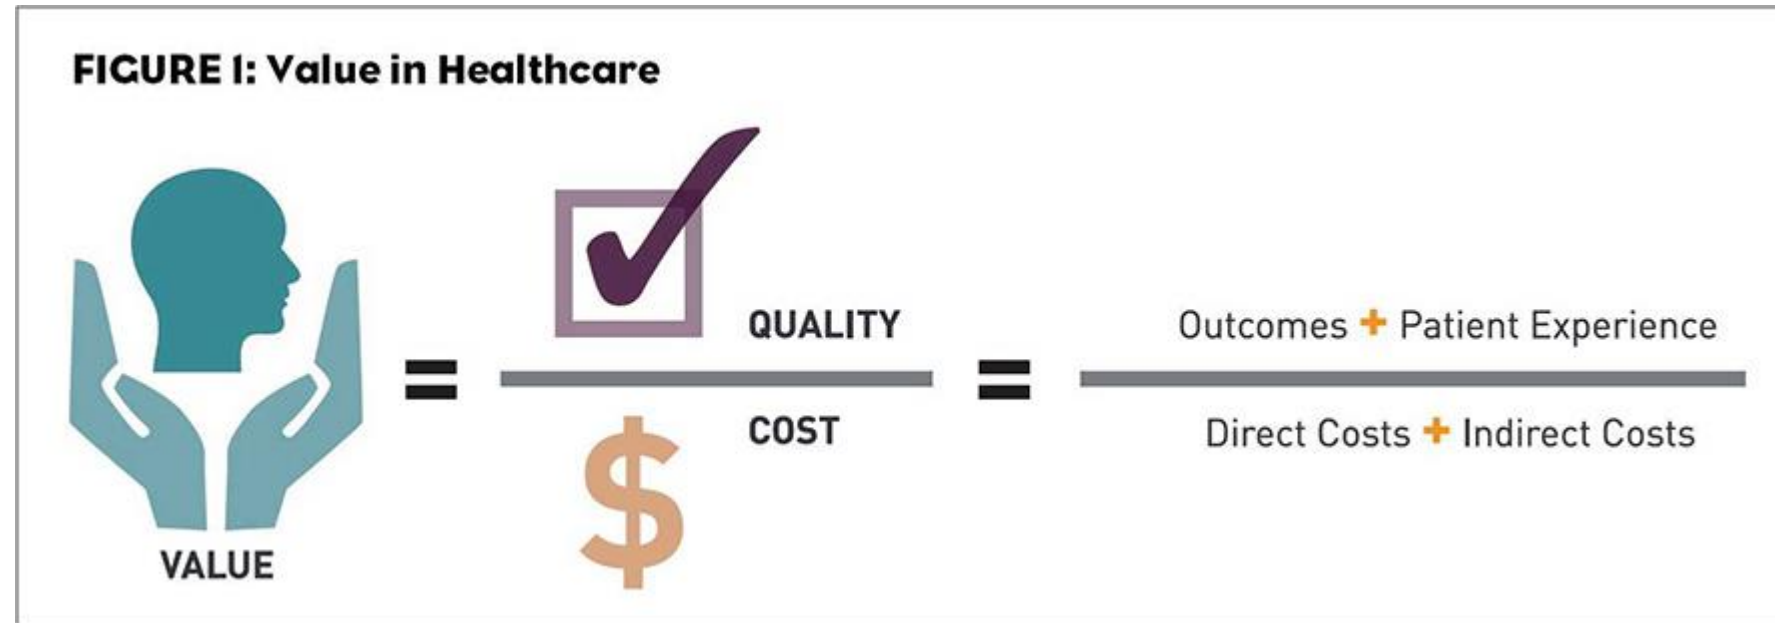 FIGURE 1: Value in Healthcare
VALUE
=
QUALITY
COST
$
=
Outcomes + Patient Experience
Direct Costs + Indirect Costs